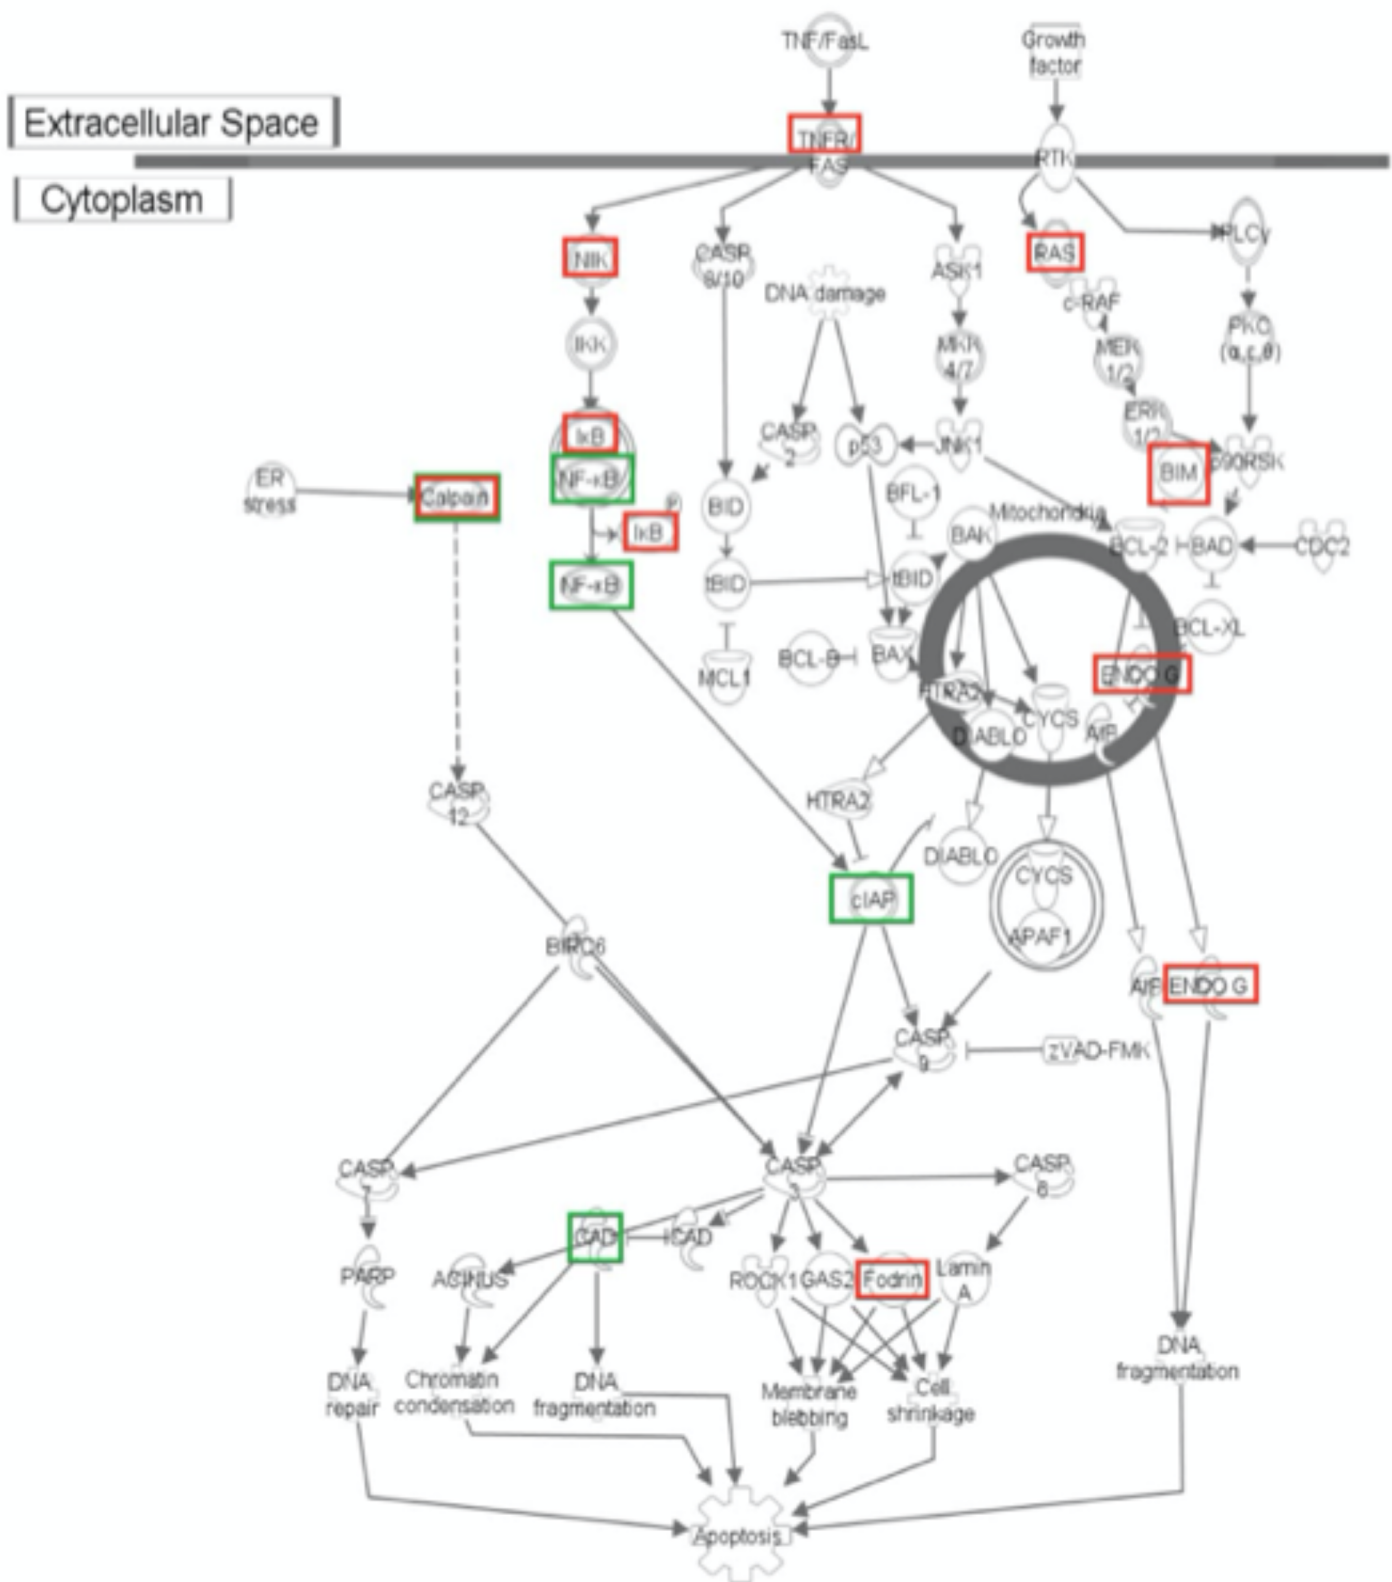 TNF/FasL
Growth
factor
Extracellular Space
TNFR/
FAS
RTK
Cytoplasm
PLCγ
NIK
CASP
8/10
ASK1
RAS
DNA damage
c-RAF
IKK
MKK
4/7
MEK
1/2
PKC
(α,ε,θ)
IκB
CASP
2
p53
JNK1
ERK
1/2
p90RSK
BIM
NF-κB
ER
stress
Calpain
BFL-1
BID
P
IκB
Mitochondria
BAK
BCL-2
BAD
CDC2
NF-κB
tBID
tBID
BCL-XL
BCL-B
BAX
MCL1
ENDO G
HTRA2
CYCS
DIABLO
AIF
CASP
12
HTRA2
DIABLO
CYCS
cIAP
APAF1
BIRC6
AIF
ENDO G
CASP
9
zVAD-FMK
CASP
7
CASP
3
CASP
6
CAD
ICAD
PARP
ACINUS
ROCK1
GAS2
Fodrin
Lamin
A
DNA
repair
Chromatin
condensation
DNA
fragmentation
Membrane
blebbing
Cell
shrinkage
DNA
fragmentation
Apoptosis